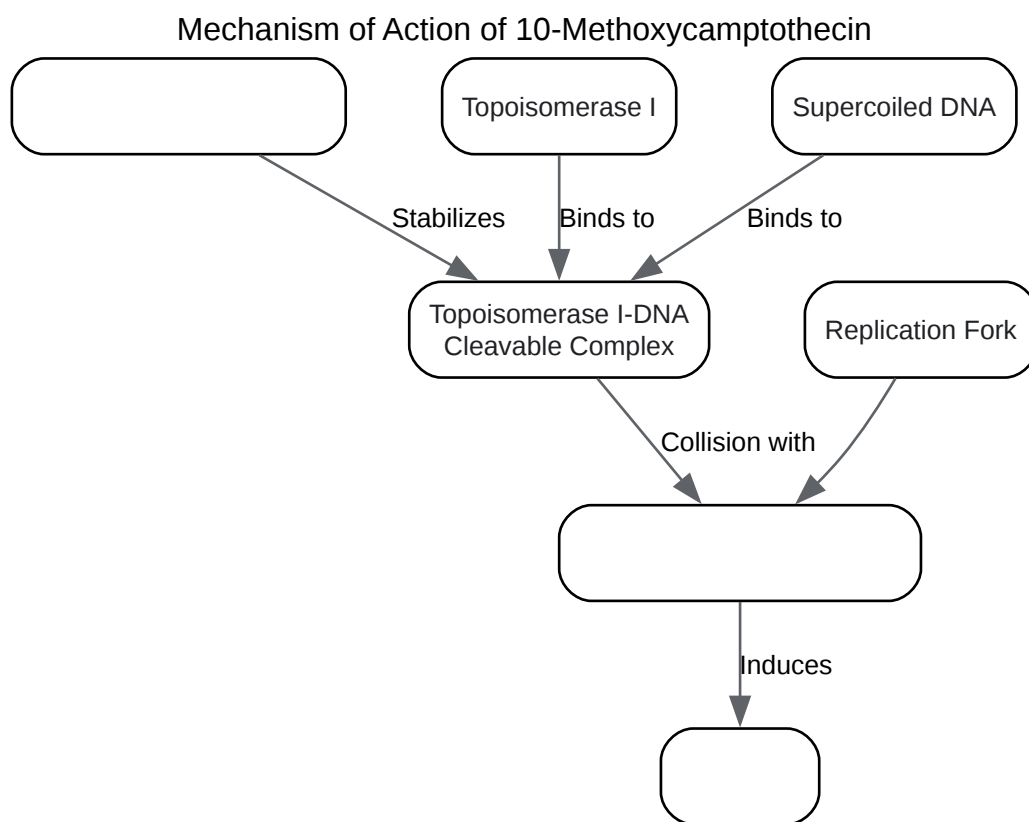 Mechanism of Action of 10-Methoxycamptothecin
Topoisomerase I
Supercoiled DNA
Stabilizes
Binds to
Binds to
Topoisomerase I-DNA
Cleavable Complex
Replication Fork
Collision with
Induces